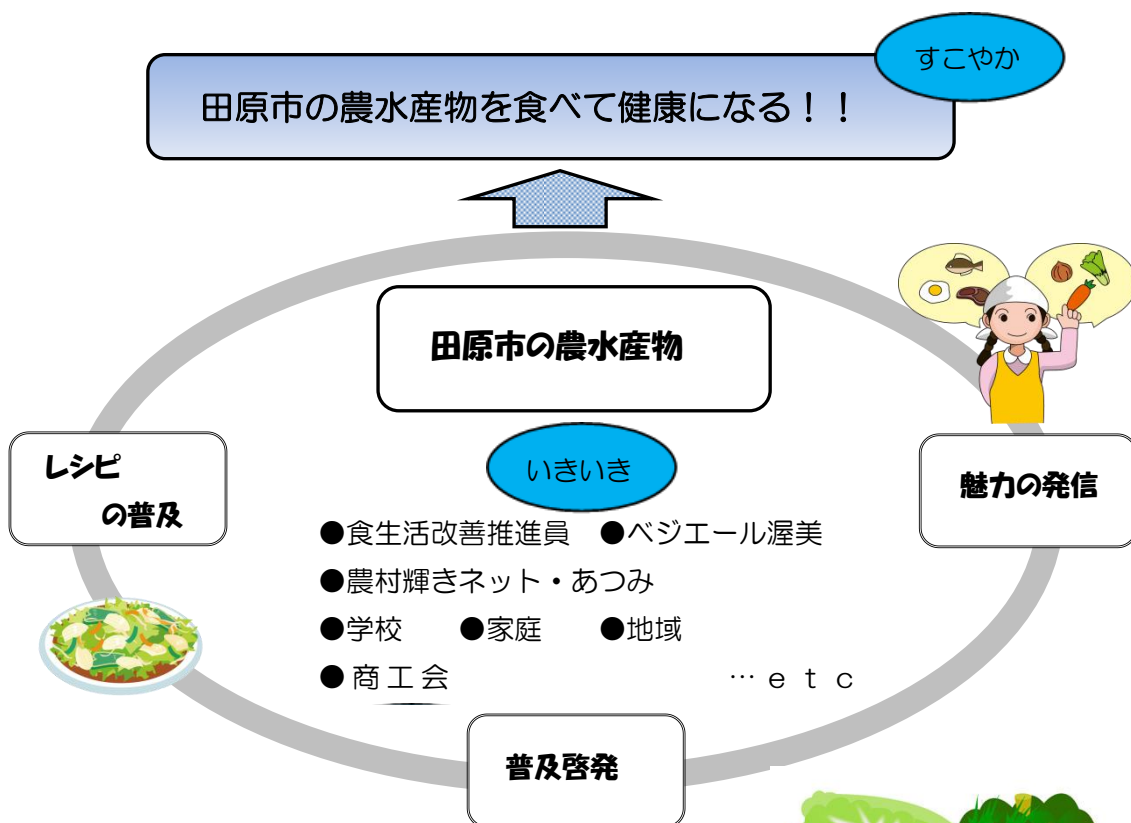 すこやか
田原市の農水産物を食べて健康になる！！
田原市の農水産物
レシピ
の普及
魅力の発信
いきいき
●食生活改善推進員　●ベジエール渥美
●農村輝きネット・あつみ
●学校　　●家庭　　●地域
●商工会　　　　　　　…ｅｔｃ
普及啓発